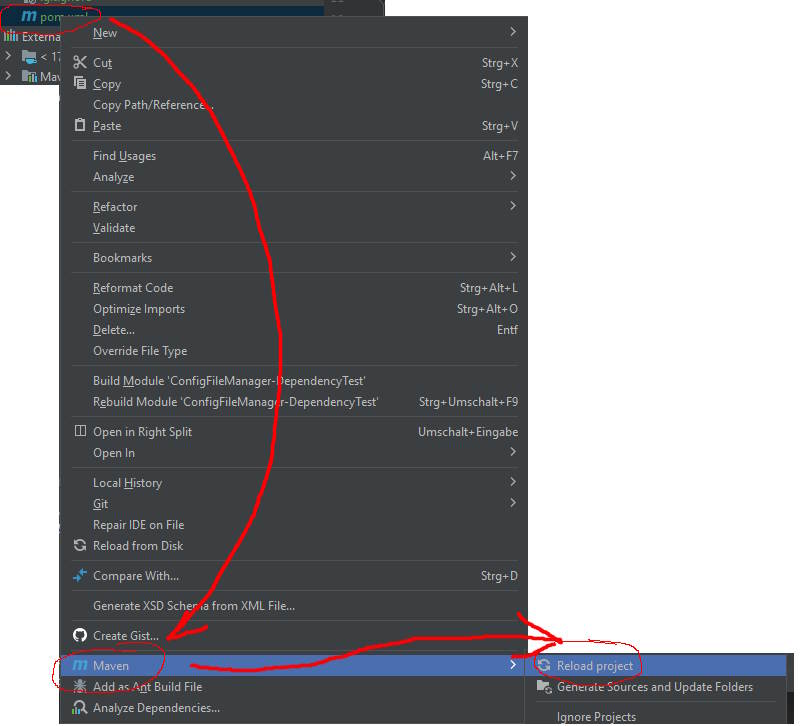 .gitignore
pom.xml
Externa
< 17
Mav
New
Cut Strg+X
Copy Strg+C
Copy Path/Reference...
Paste Strg+V
Find Usages Alt+F7
Analyze
Refactor
Validate
Bookmarks
Reformat Code Strg+Alt+L
Optimize Imports Strg+Alt+O
Delete... Entf
Override File Type
Build Module 'ConfigFileManager-DependencyTest'
Rebuild Module 'ConfigFileManager-DependencyTest' Strg+Umschalt+F9
Open in Right Split Umschalt+Eingabe
Open In
Local History
Git
Repair IDE on File
Reload from Disk
Compare With... Strg+D
Generate XSD Schema from XML File...
Create Gist...
Maven
Reload project
Add as Ant Build File
Generate Sources and Update Folders
Analyze Dependencies...
Ignore Projects